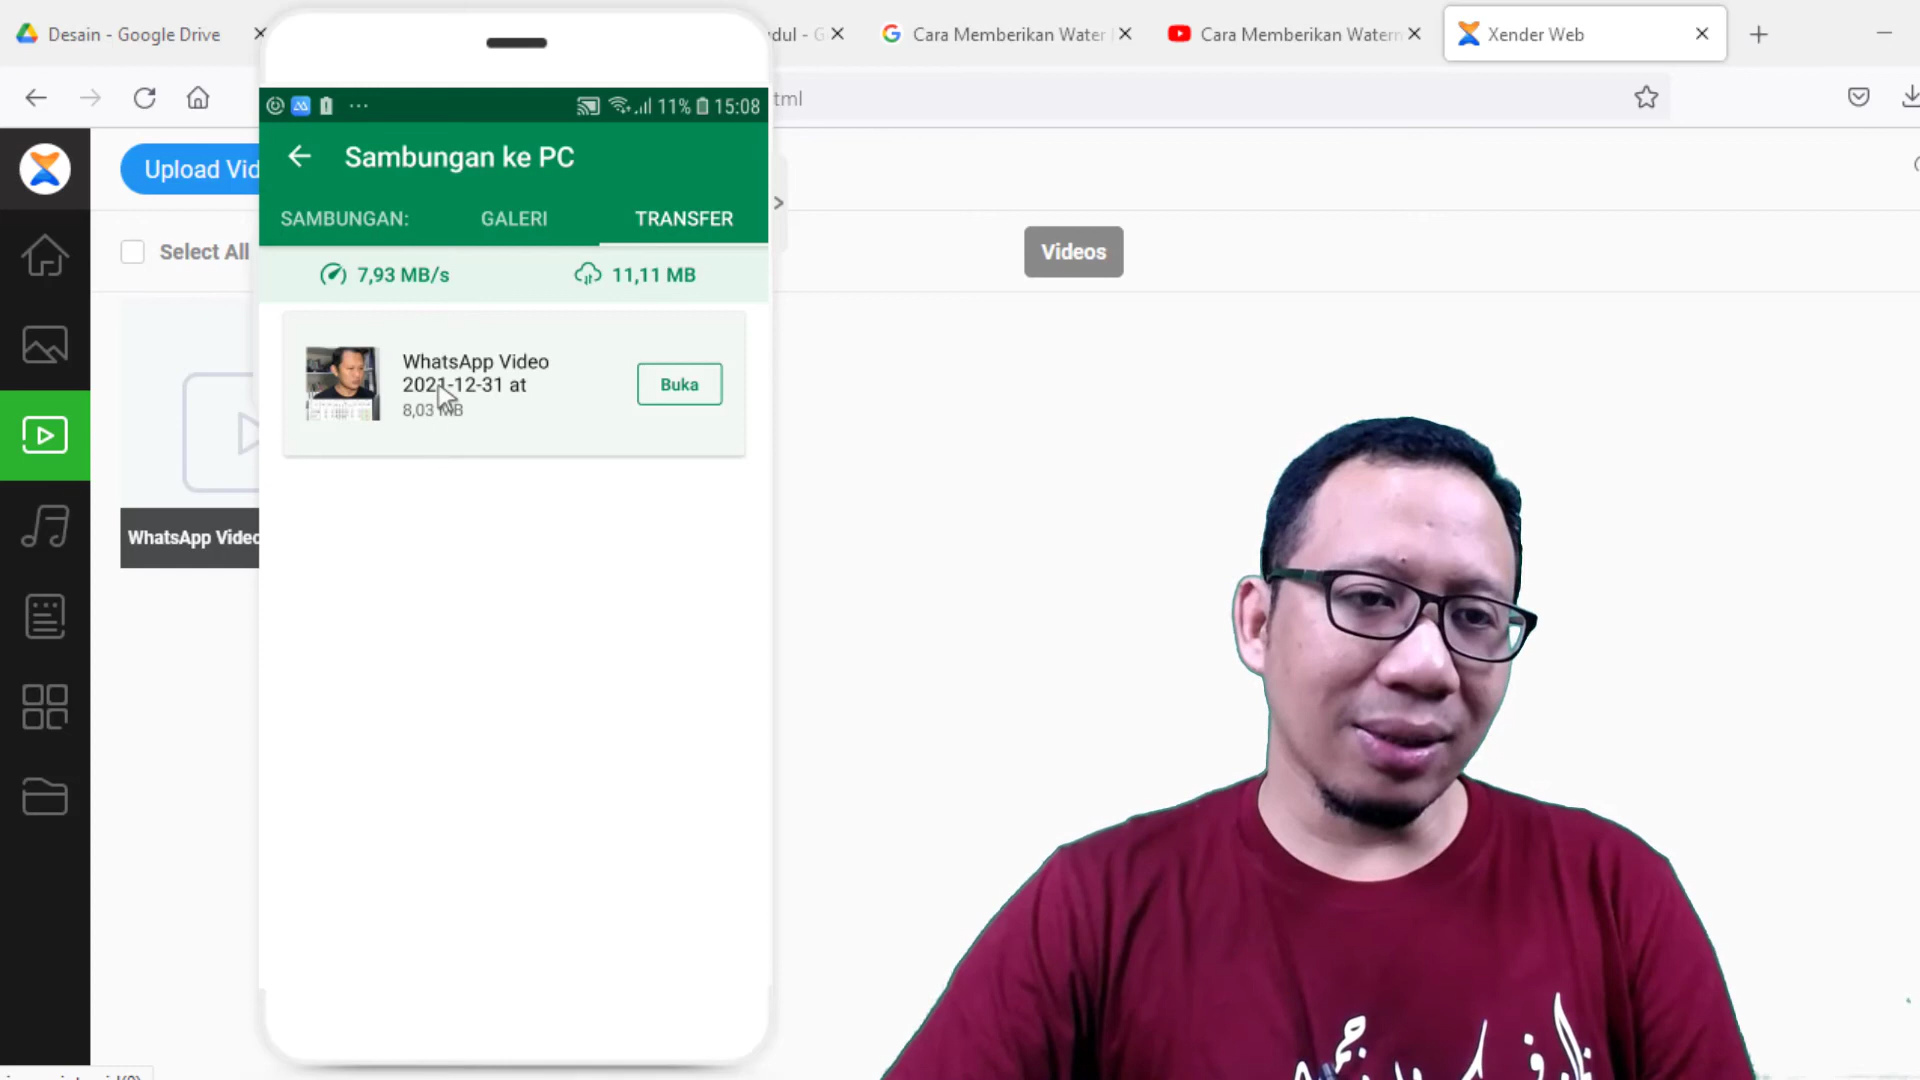 Desain - Google Drive
Cara Memberikan Water
Cara Memberikan Watern
Xender Web
tml
11%
15:08
Sambungan ke PC
SAMBUNGAN:
GALERI
TRANSFER
7,93 MB/s
11,11 MB
WhatsApp Video
2021-12-31 at
8,03 MB
Buka
Upload Vid
Select All
Videos
WhatsApp Video